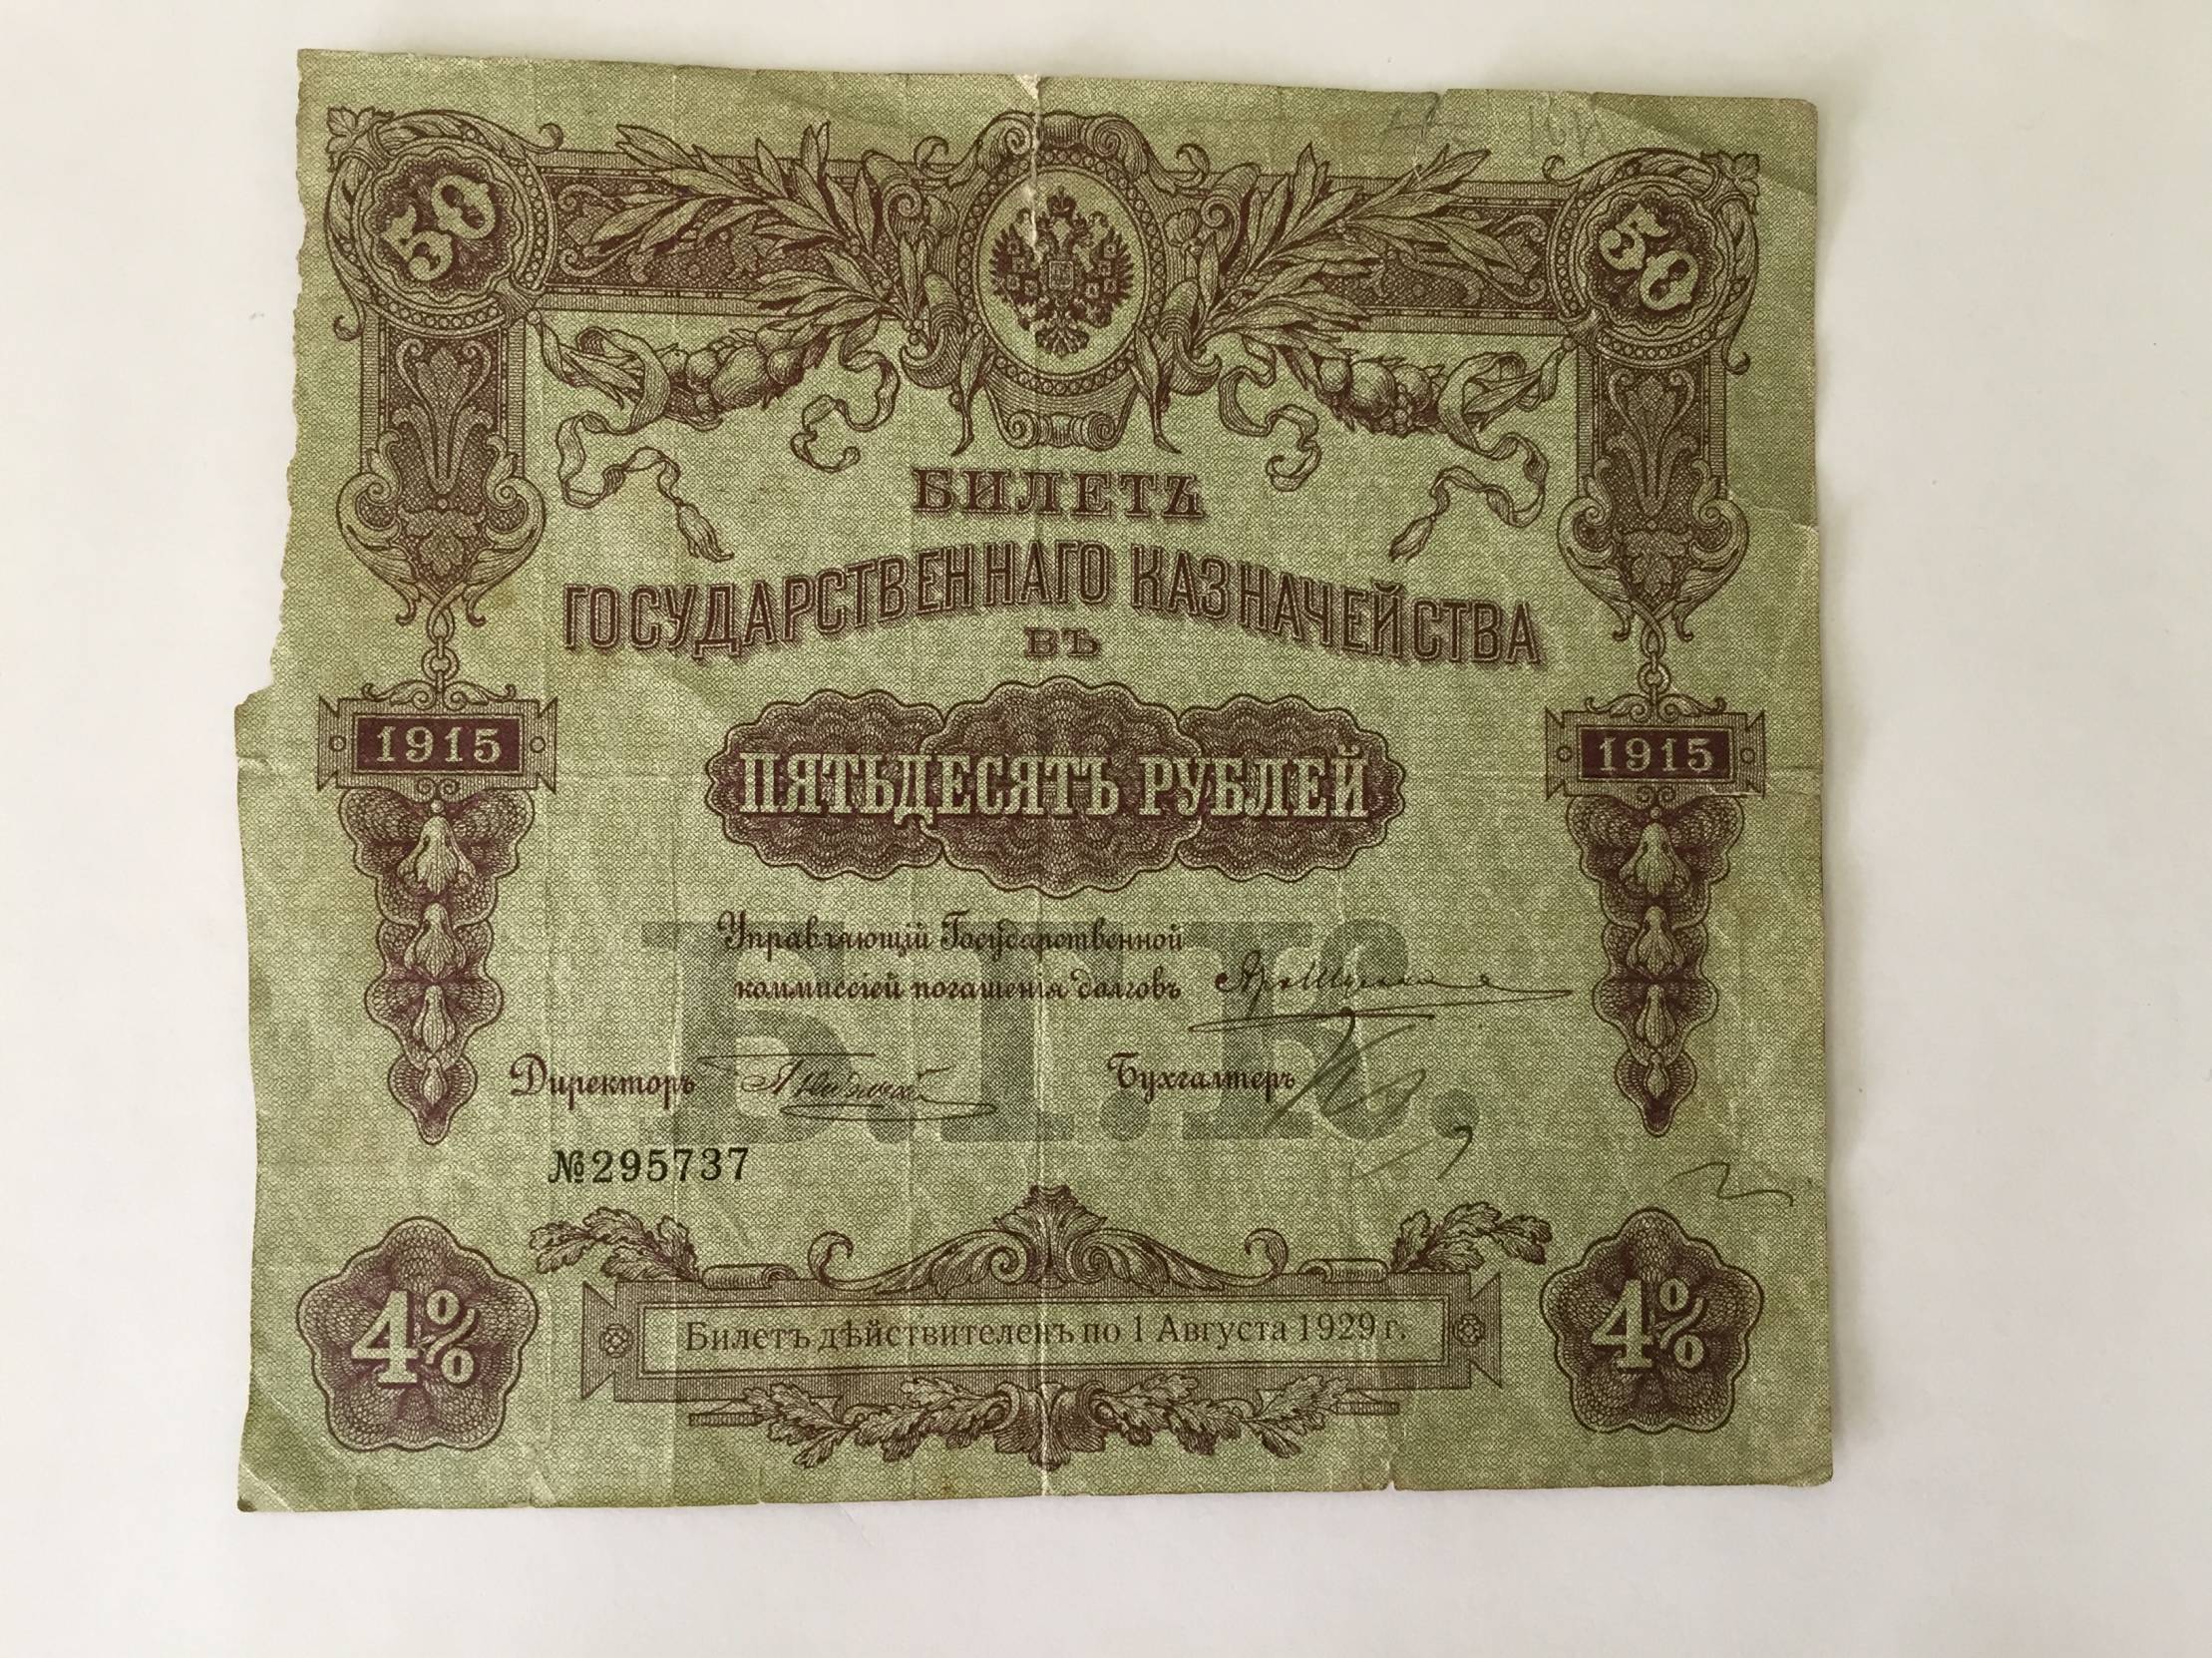 50 50
БИЛЕТЪ
ГОСУДАРСТВЕННАГО КАЗНАЧЕЙСТВА
ВЪ
1915 1915
ПЯТЬДЕСЯТЪ РУБЛЕЙ
Б.Г.К.
Управляющій Государственной
коммиссіей погашенія долговъ
Директоръ Бухгалтеръ
№295737
4% 4%
Билетъ дѣйствителенъ по 1 Августа 1929 г.